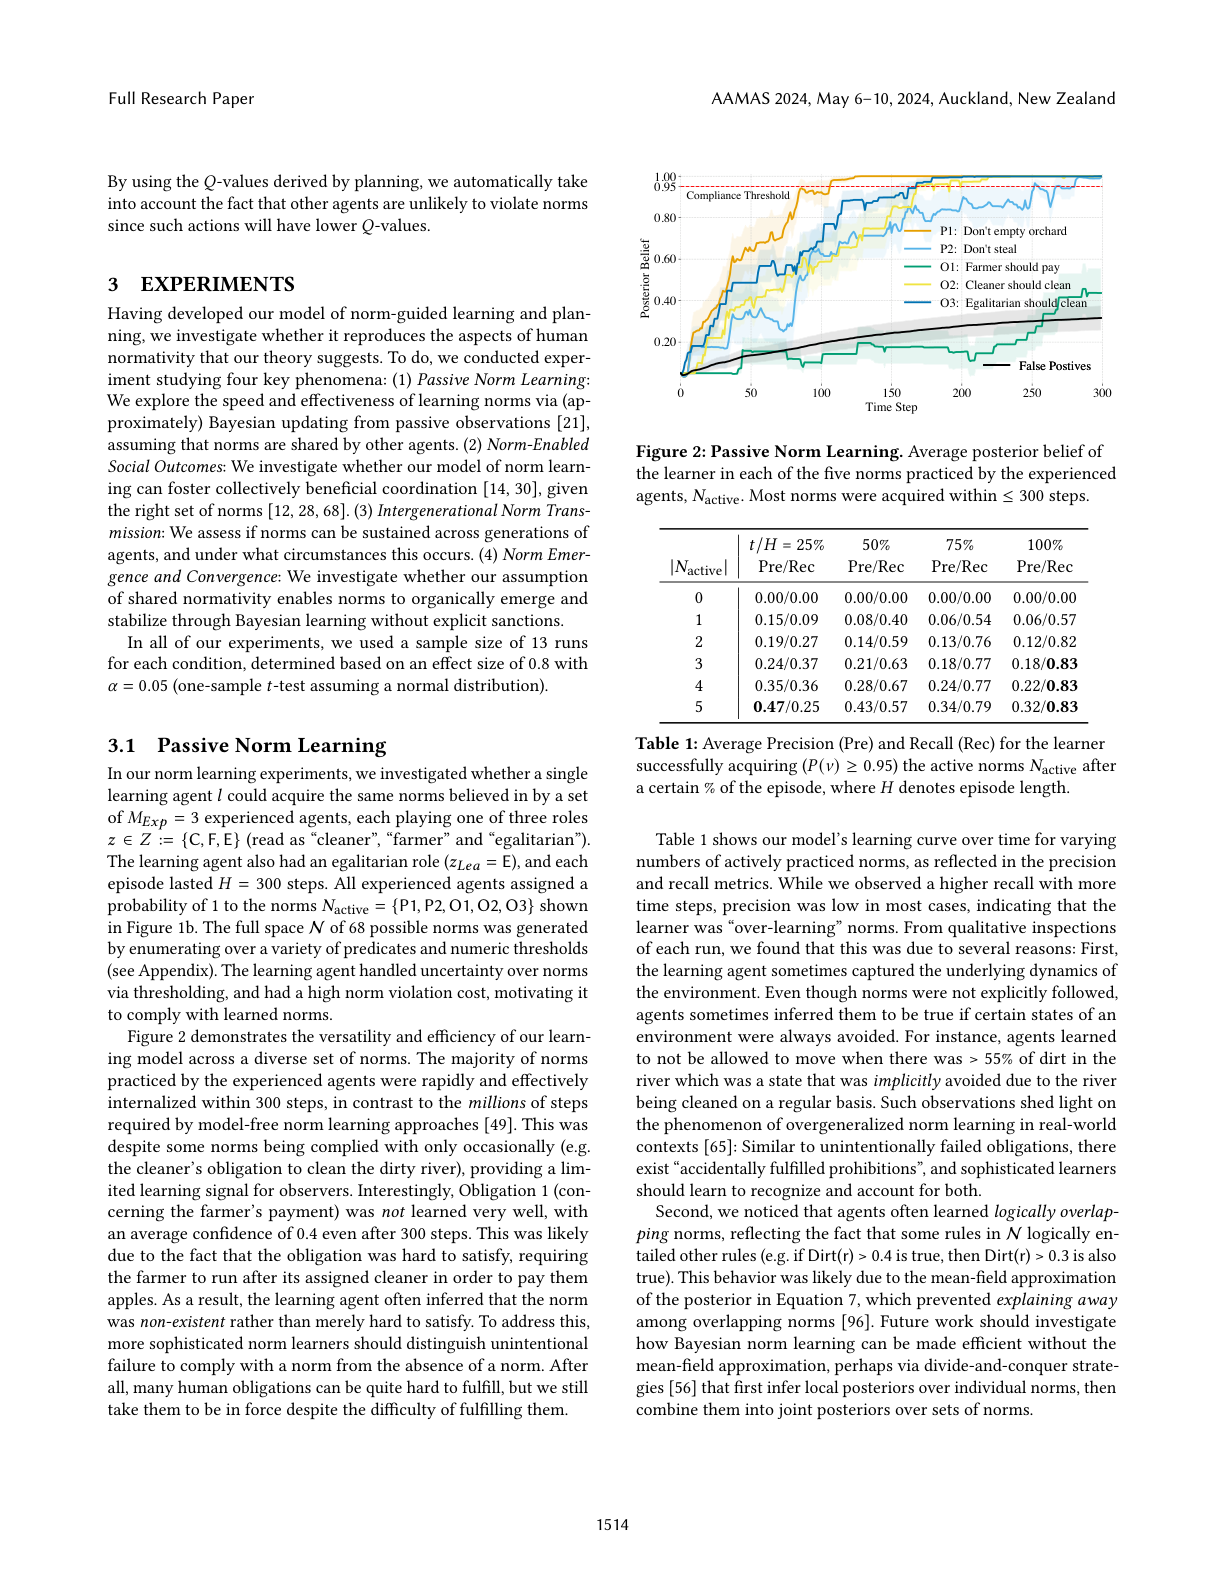 Full Research Paper
AAMAS 2024, May 6–10, 2024, Auckland, New Zealand
By using the Q-values derived by planning, we automatically take
into account the fact that other agents are unlikely to violate norms
since such actions will have lower Q-values.
3 EXPERIMENTS
Having developed our model of norm-guided learning and plan-
ning, we investigate whether it reproduces the aspects of human
normativity that our theory suggests. To do, we conducted exper-
iment studying four key phenomena: (1) Passive Norm Learning:
We explore the speed and effectiveness of learning norms via (ap-
proximately) Bayesian updating from passive observations [21],
assuming that norms are shared by other agents. (2) Norm-Enabled
Social Outcomes: We investigate whether our model of norm learn-
ing can foster collectively beneficial coordination [14, 30], given
the right set of norms [12, 28, 68]. (3) Intergenerational Norm Trans-
mission: We assess if norms can be sustained across generations of
agents, and under what circumstances this occurs. (4) Norm Emer-
gence and Convergence: We investigate whether our assumption
of shared normativity enables norms to organically emerge and
stabilize through Bayesian learning without explicit sanctions.
In all of our experiments, we used a sample size of 13 runs
for each condition, determined based on an effect size of 0.8 with
α = 0.05 (one-sample t-test assuming a normal distribution).
3.1 Passive Norm Learning
In our norm learning experiments, we investigated whether a single
learning agent l could acquire the same norms believed in by a set
of M_Exp = 3 experienced agents, each playing one of three roles
z ∈ Z := {C, F, E} (read as “cleaner”, “farmer” and “egalitarian”).
The learning agent also had an egalitarian role (z_Lea = E), and each
episode lasted H = 300 steps. All experienced agents assigned a
probability of 1 to the norms N_active = {P1, P2, O1, O2, O3} shown
in Figure 1b. The full space N of 68 possible norms was generated
by enumerating over a variety of predicates and numeric thresholds
(see Appendix). The learning agent handled uncertainty over norms
via thresholding, and had a high norm violation cost, motivating it
to comply with learned norms.
Figure 2 demonstrates the versatility and efficiency of our learn-
ing model across a diverse set of norms. The majority of norms
practiced by the experienced agents were rapidly and effectively
internalized within 300 steps, in contrast to the millions of steps
required by model-free norm learning approaches [49]. This was
despite some norms being complied with only occasionally (e.g.
the cleaner's obligation to clean the dirty river), providing a lim-
ited learning signal for observers. Interestingly, Obligation 1 (con-
cerning the farmer's payment) was not learned very well, with
an average confidence of 0.4 even after 300 steps. This was likely
due to the fact that the obligation was hard to satisfy, requiring
the farmer to run after its assigned cleaner in order to pay them
apples. As a result, the learning agent often inferred that the norm
was non-existent rather than merely hard to satisfy. To address this,
more sophisticated norm learners should distinguish unintentional
failure to comply with a norm from the absence of a norm. After
all, many human obligations can be quite hard to fulfill, but we still
take them to be in force despite the difficulty of fulfilling them.
1.00
0.95
0.80
0.60
0.40
0.20
Posterior Belief
Compliance Threshold
P1: Don't empty orchard
P2: Don't steal
O1: Farmer should pay
O2: Cleaner should clean
O3: Egalitarian should clean
False Postives
0 50 100 150 200 250 300
Time Step
Figure 2: Passive Norm Learning. Average posterior belief of
the learner in each of the five norms practiced by the experienced
agents, N_active. Most norms were acquired within ≤ 300 steps.
t/H = 25% 50% 75% 100%
|N_active| Pre/Rec Pre/Rec Pre/Rec Pre/Rec
0 0.00/0.00 0.00/0.00 0.00/0.00 0.00/0.00
1 0.15/0.09 0.08/0.40 0.06/0.54 0.06/0.57
2 0.19/0.27 0.14/0.59 0.13/0.76 0.12/0.82
3 0.24/0.37 0.21/0.63 0.18/0.77 0.18/0.83
4 0.35/0.36 0.28/0.67 0.24/0.77 0.22/0.83
5 0.47/0.25 0.43/0.57 0.34/0.79 0.32/0.83
Table 1: Average Precision (Pre) and Recall (Rec) for the learner
successfully acquiring (P(ν) ≥ 0.95) the active norms N_active after
a certain % of the episode, where H denotes episode length.
Table 1 shows our model's learning curve over time for varying
numbers of actively practiced norms, as reflected in the precision
and recall metrics. While we observed a higher recall with more
time steps, precision was low in most cases, indicating that the
learner was “over-learning” norms. From qualitative inspections
of each run, we found that this was due to several reasons: First,
the learning agent sometimes captured the underlying dynamics of
the environment. Even though norms were not explicitly followed,
agents sometimes inferred them to be true if certain states of an
environment were always avoided. For instance, agents learned
to not be allowed to move when there was > 55% of dirt in the
river which was a state that was implicitly avoided due to the river
being cleaned on a regular basis. Such observations shed light on
the phenomenon of overgeneralized norm learning in real-world
contexts [65]: Similar to unintentionally failed obligations, there
exist “accidentally fulfilled prohibitions”, and sophisticated learners
should learn to recognize and account for both.
Second, we noticed that agents often learned logically overlap-
ping norms, reflecting the fact that some rules in N logically en-
tailed other rules (e.g. if Dirt(r) > 0.4 is true, then Dirt(r) > 0.3 is also
true). This behavior was likely due to the mean-field approximation
of the posterior in Equation 7, which prevented explaining away
among overlapping norms [96]. Future work should investigate
how Bayesian norm learning can be made efficient without the
mean-field approximation, perhaps via divide-and-conquer strate-
gies [56] that first infer local posteriors over individual norms, then
combine them into joint posteriors over sets of norms.
1514